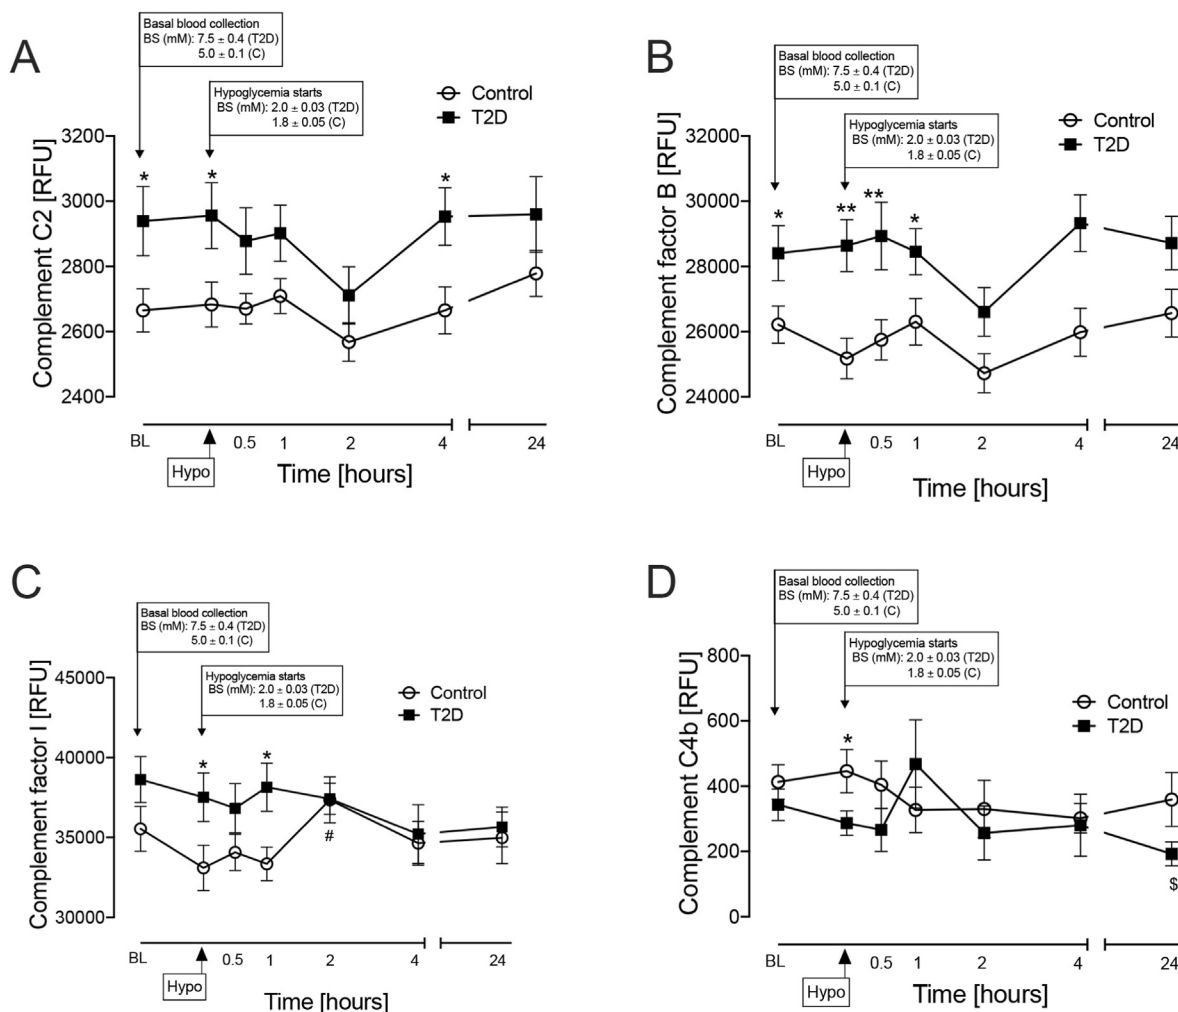 A
Basal blood collection
BS (mM): 7.5 ± 0.4 (T2D)
5.0 ± 0.1 (C)
Hypoglycemia starts
BS (mM): 2.0 ± 0.03 (T2D)
1.8 ± 0.05 (C)
Control
T2D
Complement C2 [RFU]
3200
3000
2800
2600
2400
* * *
BL 0.5 1 2 4 24
Hypo
Time [hours]
B
Basal blood collection
BS (mM): 7.5 ± 0.4 (T2D)
5.0 ± 0.1 (C)
Hypoglycemia starts
BS (mM): 2.0 ± 0.03 (T2D)
1.8 ± 0.05 (C)
Control
T2D
Complement factor B [RFU]
32000
30000
28000
26000
24000
* ** ** *
BL 0.5 1 2 4 24
Hypo
Time [hours]
C
Basal blood collection
BS (mM): 7.5 ± 0.4 (T2D)
5.0 ± 0.1 (C)
Hypoglycemia starts
BS (mM): 2.0 ± 0.03 (T2D)
1.8 ± 0.05 (C)
Control
T2D
Complement factor I [RFU]
45000
40000
35000
30000
* *
#
BL 0.5 1 2 4 24
Hypo
Time [hours]
D
Basal blood collection
BS (mM): 7.5 ± 0.4 (T2D)
5.0 ± 0.1 (C)
Hypoglycemia starts
BS (mM): 2.0 ± 0.03 (T2D)
1.8 ± 0.05 (C)
Control
T2D
Complement C4b [RFU]
800
600
400
200
0
*
$
BL 0.5 1 2 4 24
Hypo
Time [hours]